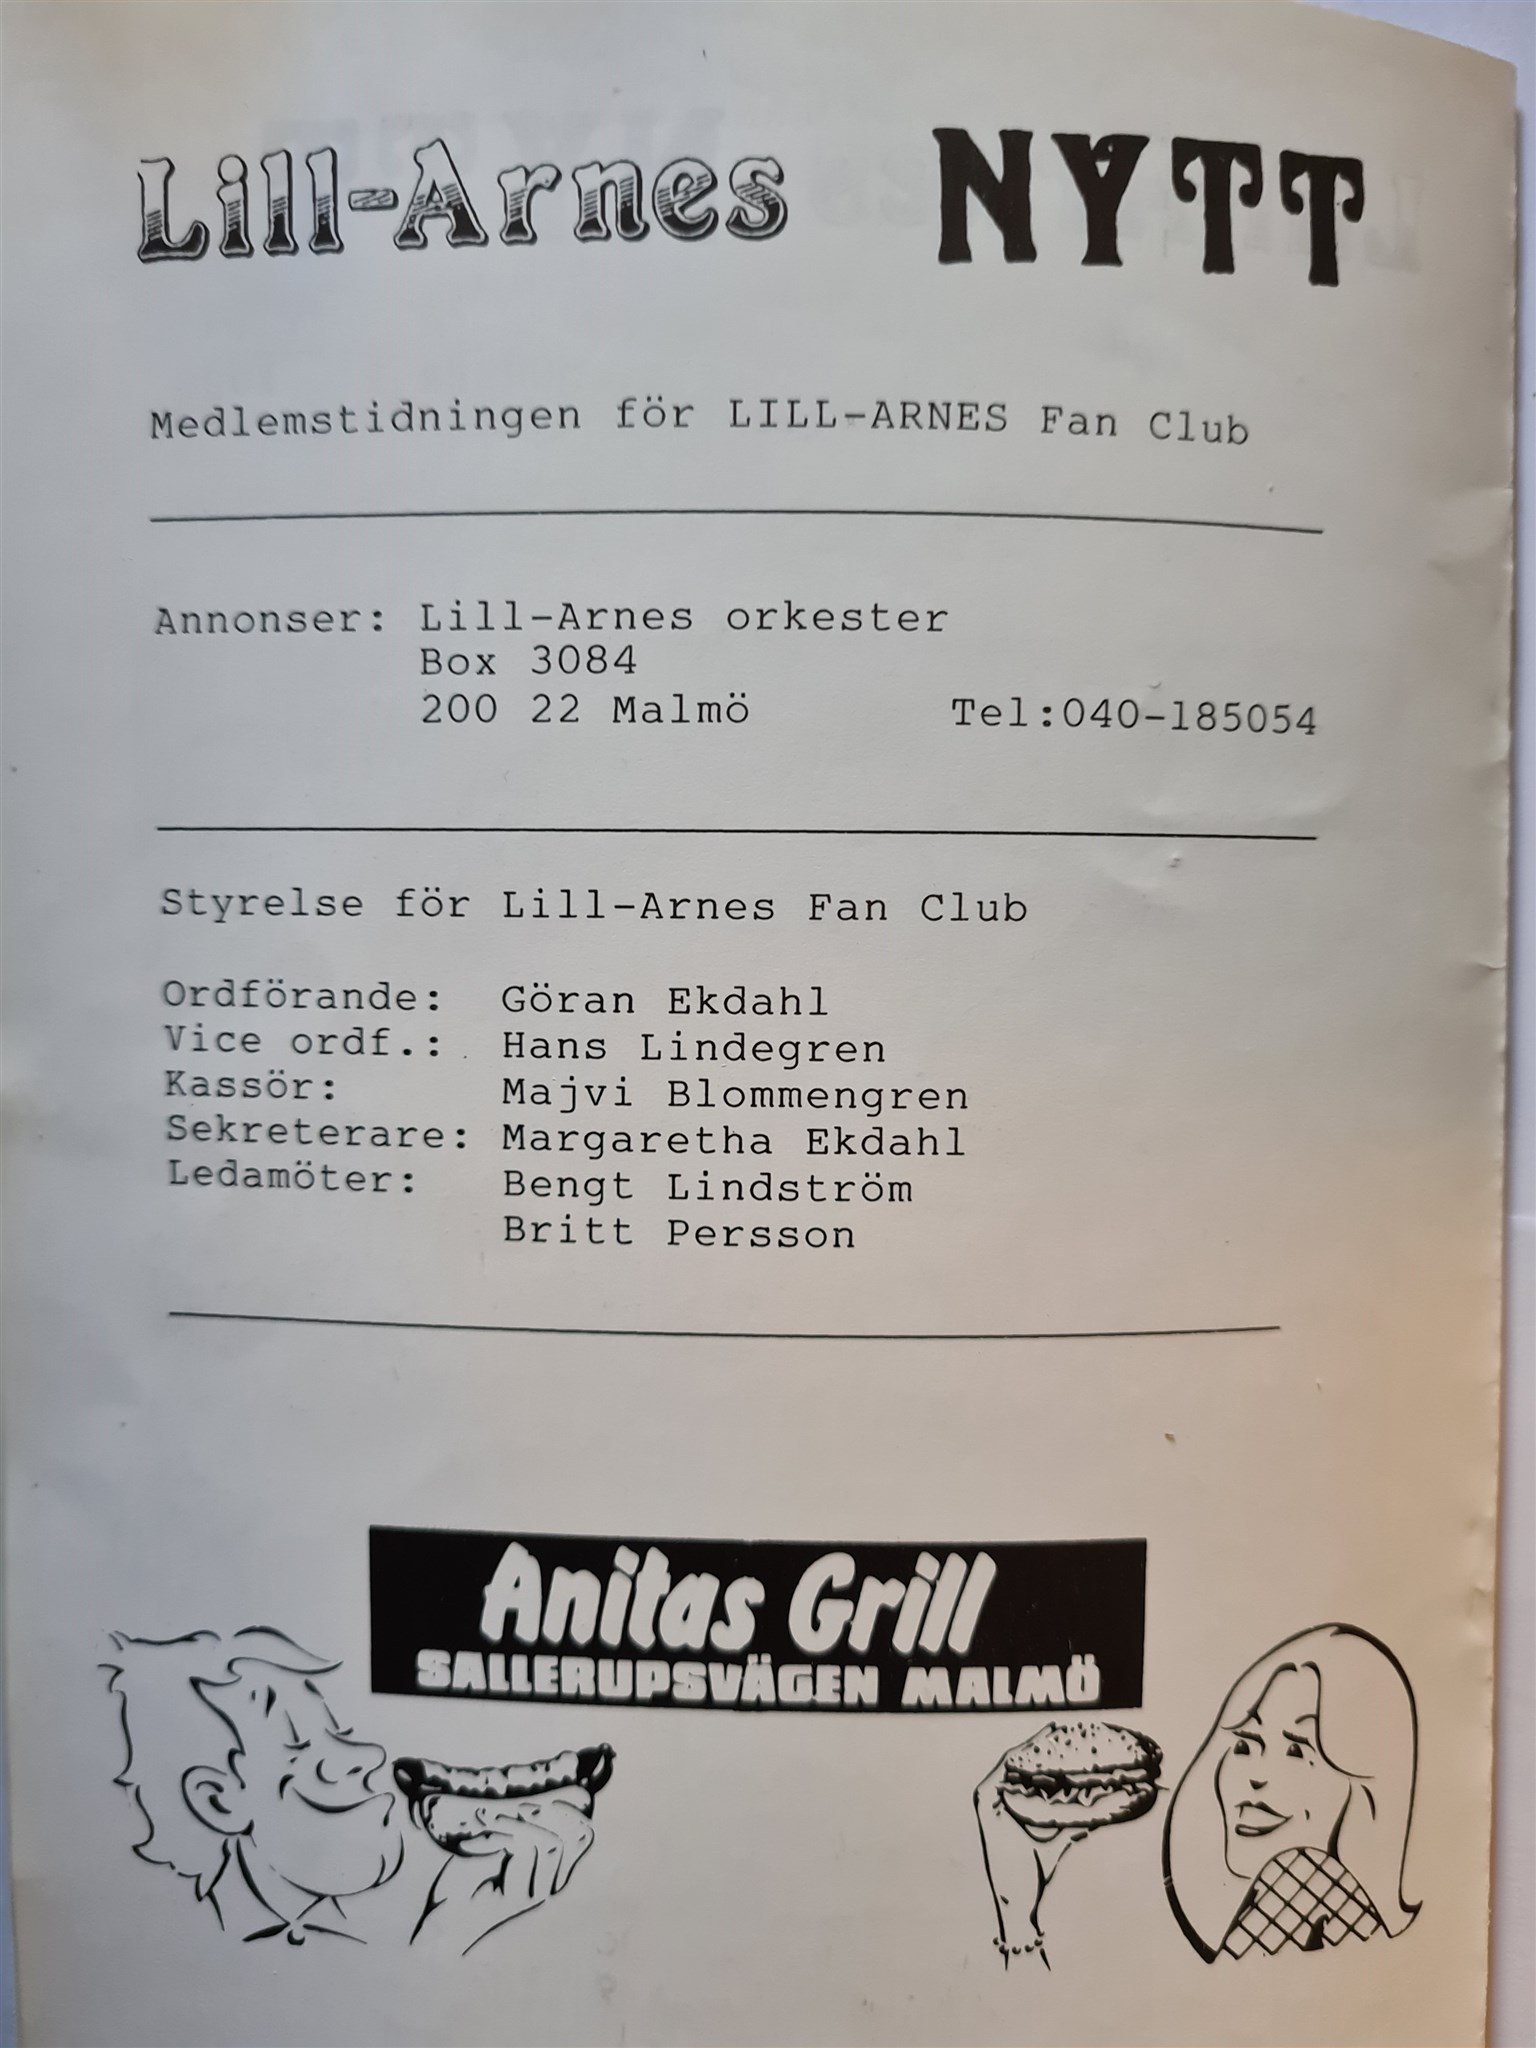 Lill-Arnes NYTT
Medlemstidningen för LILL-ARNES Fan Club
Annonser: Lill-Arnes orkester
Box 3084
200 22 Malmö Tel:040-185054
Styrelse för Lill-Arnes Fan Club
Ordförande: Göran Ekdahl
Vice ordf.: Hans Lindegren
Kassör: Majvi Blommengren
Sekreterare: Margaretha Ekdahl
Ledamöter: Bengt Lindström
Britt Persson
Anitas Grill
SALLERUPSVÄGEN MALMÖ